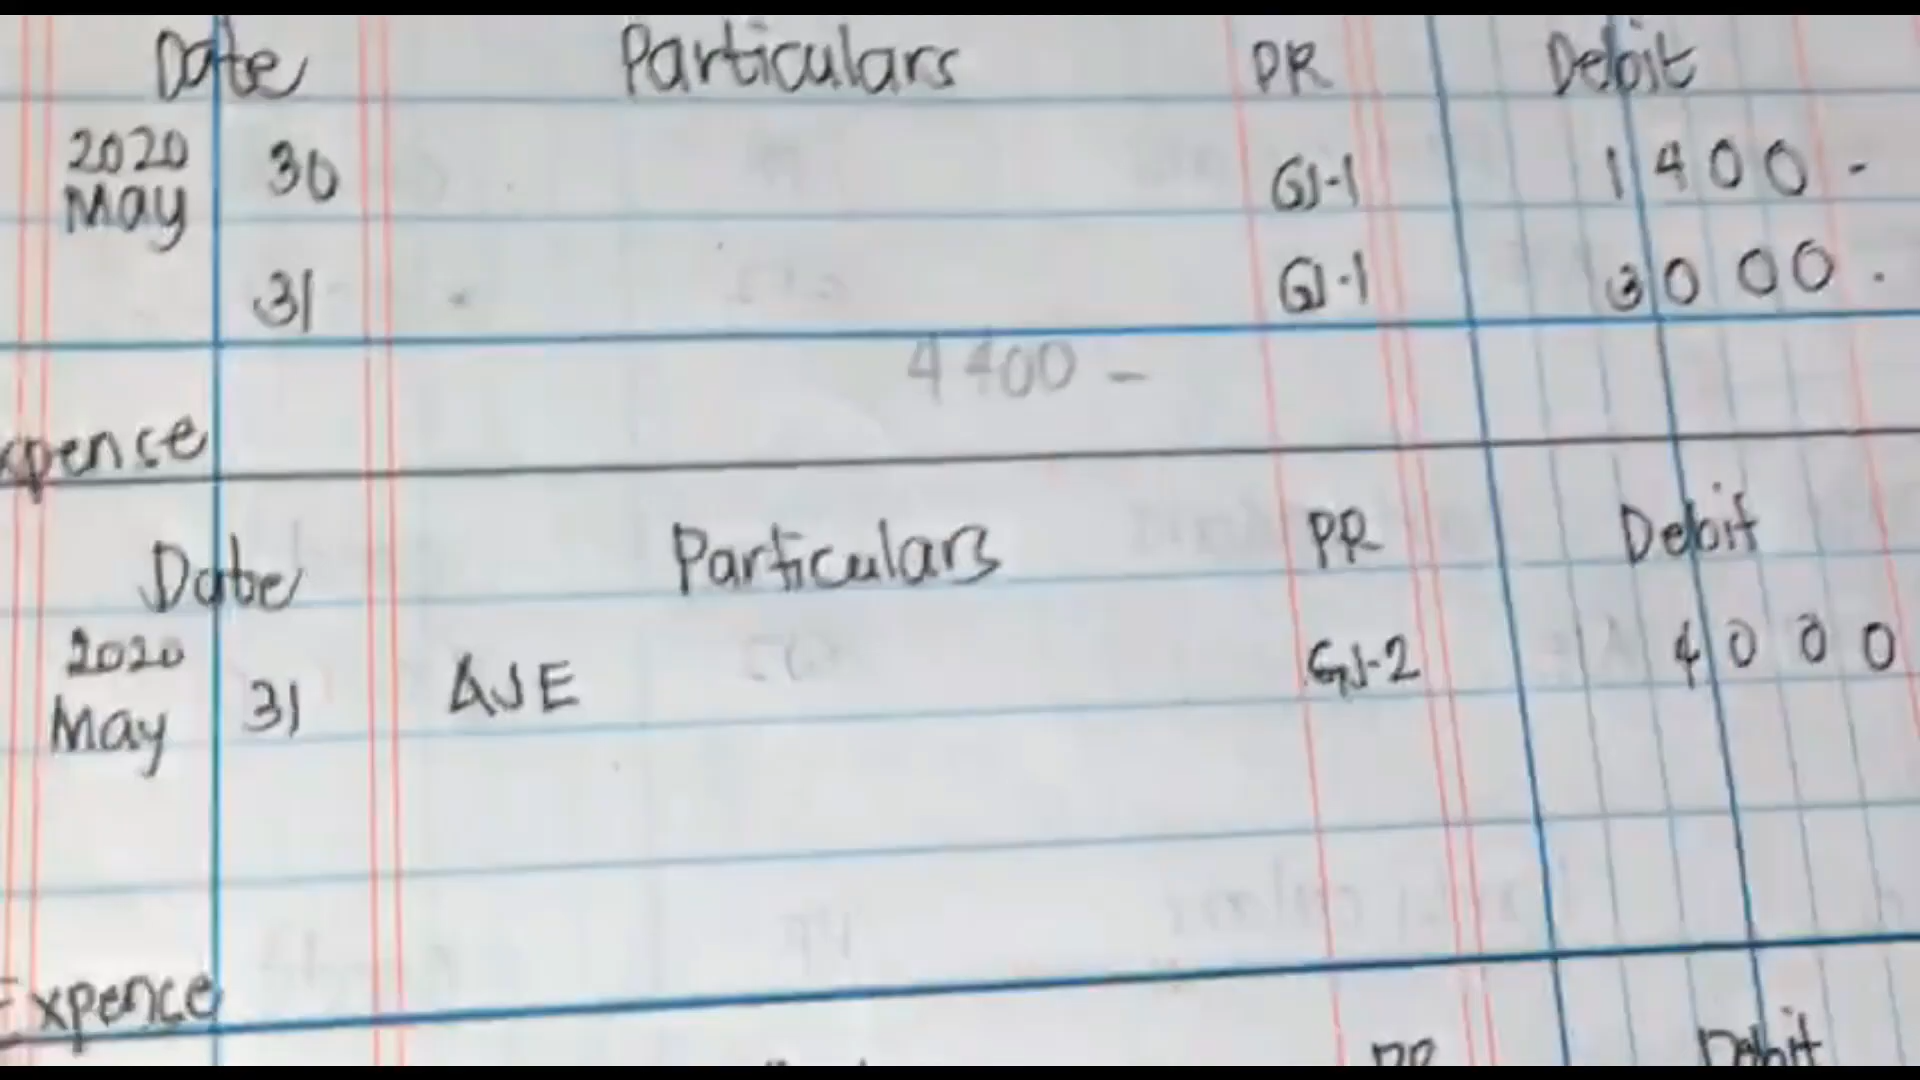 Date Particulars PR Debit
2020
May 30 GJ-1 1400-
31 GJ-1 3000.
4400-
xpence
Date Particulars PR Debit
2020
May 31 AJE GJ-2 4000
Expence
PR Debit